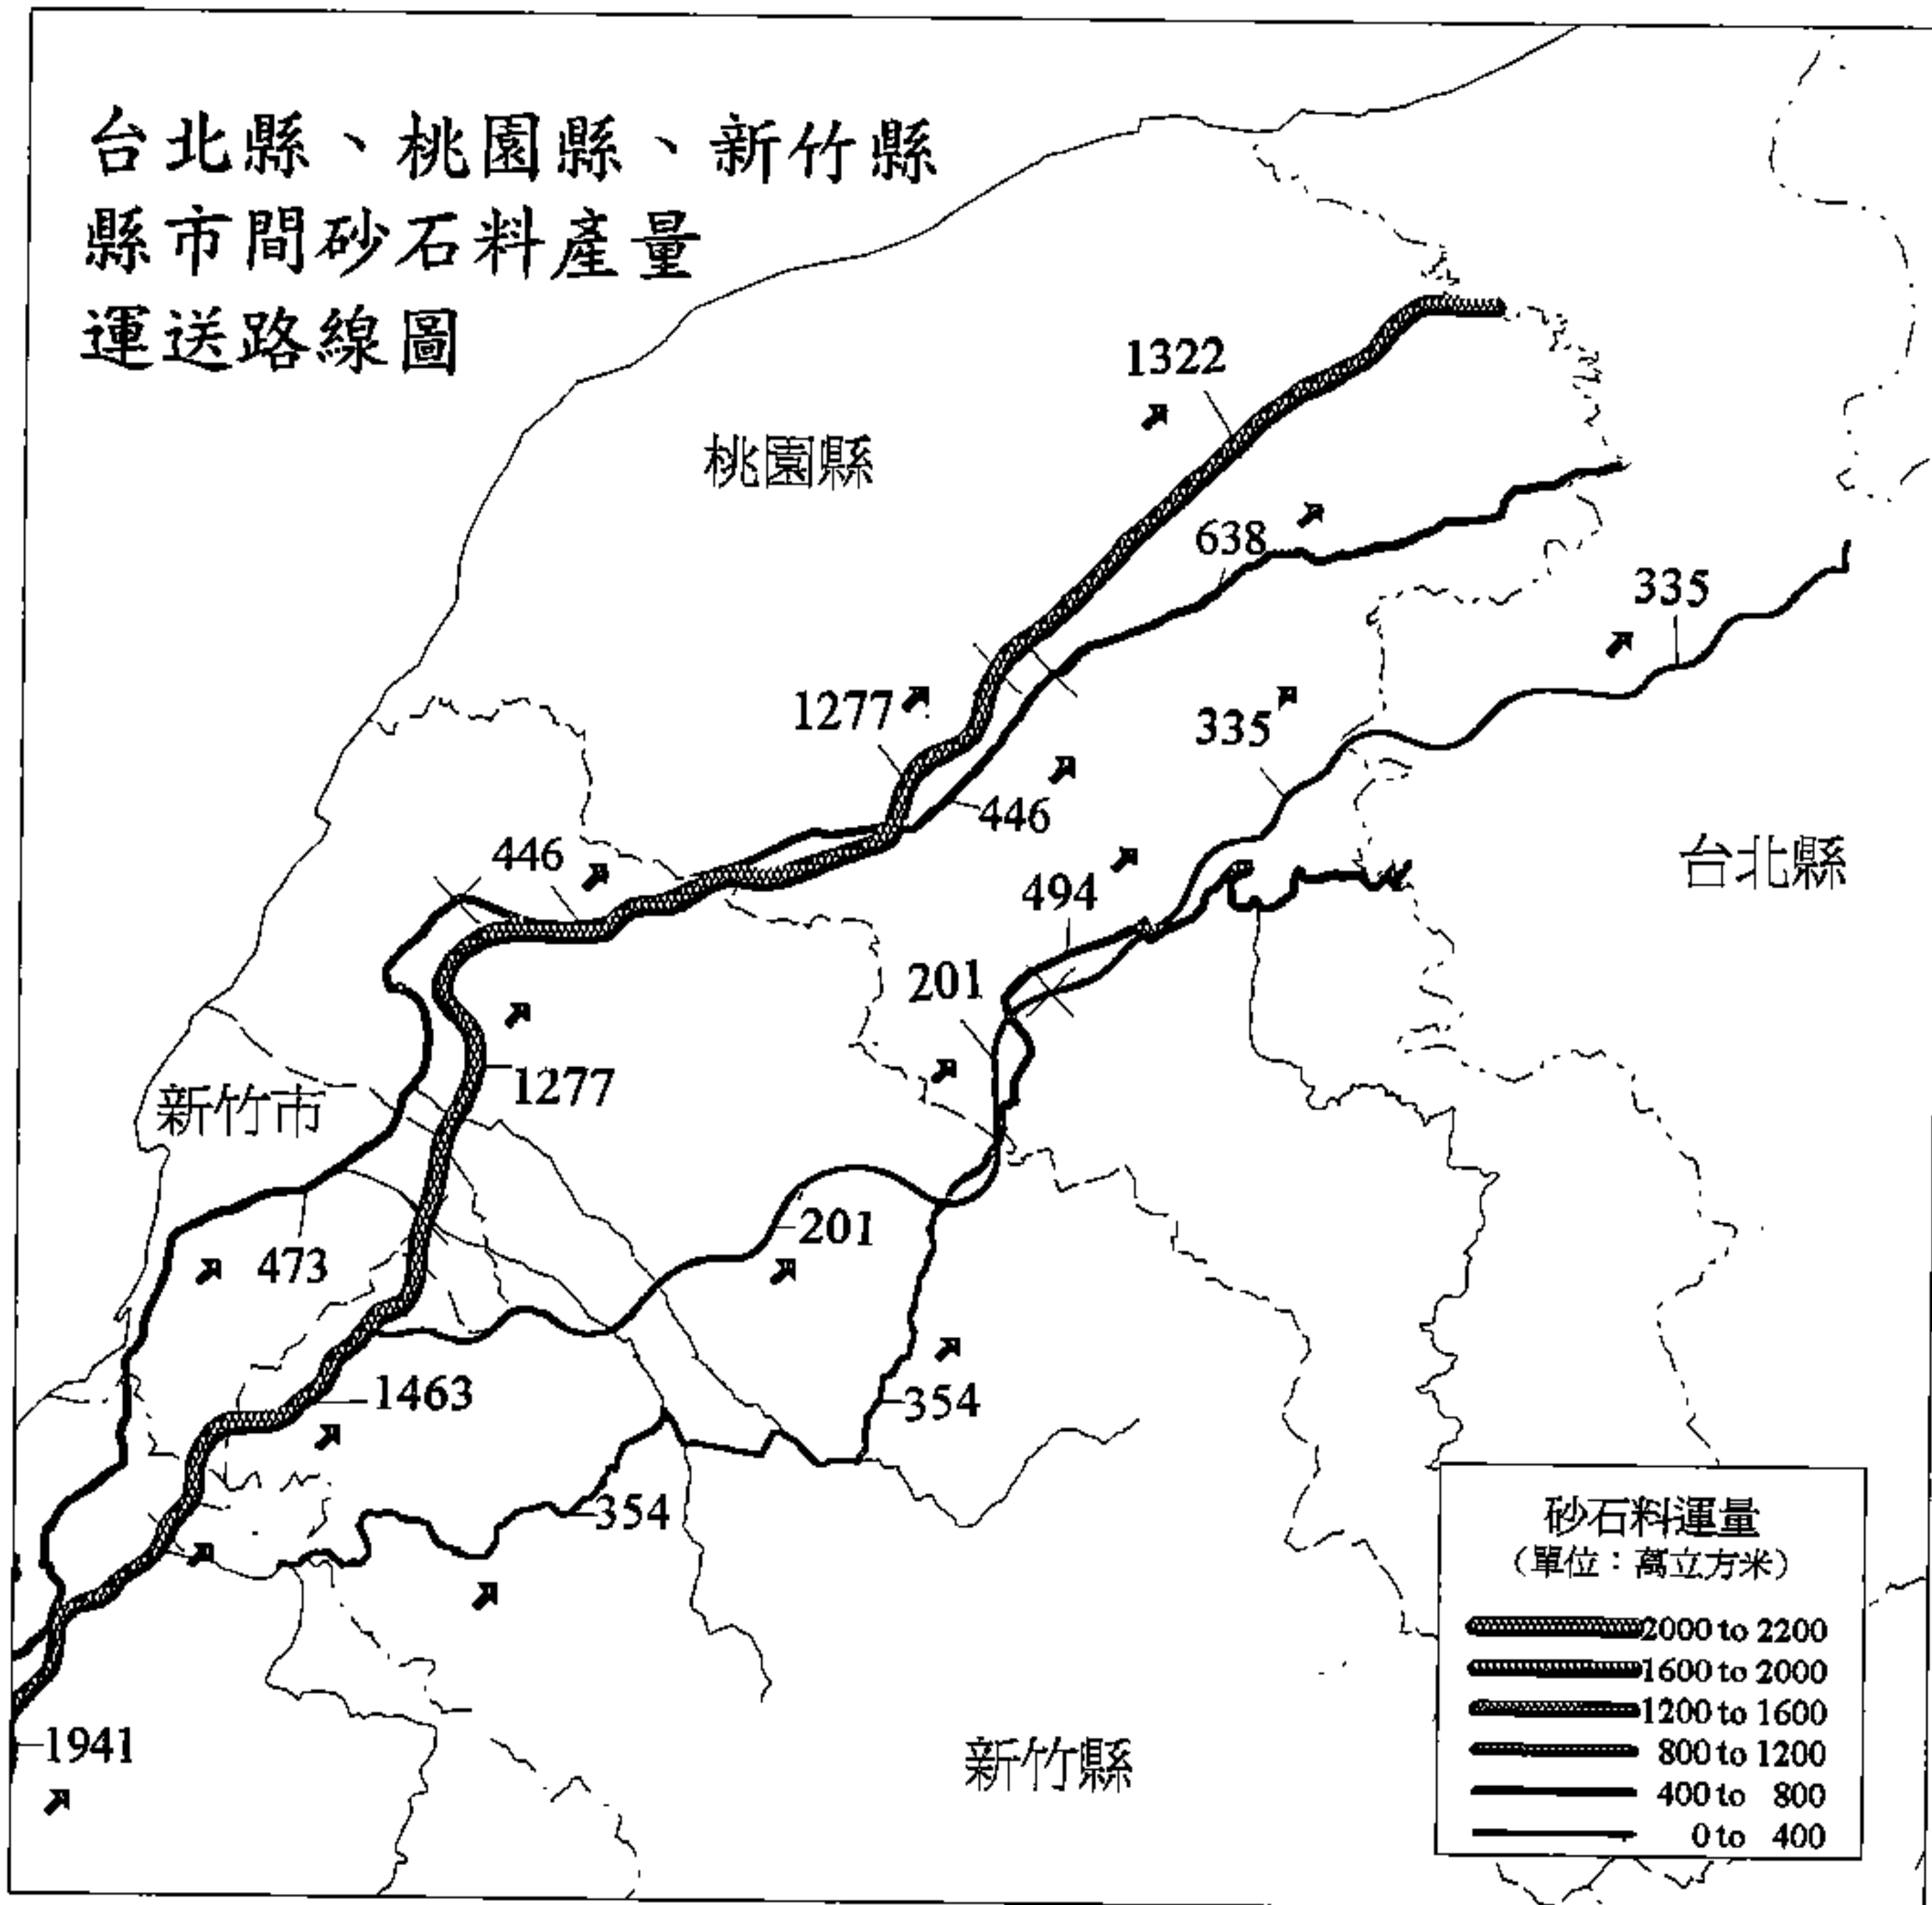 台北縣、桃園縣、新竹縣
縣市間砂石料產量
運送路線圖
1322
桃園縣
638
335
1277
335
446
446
494
台北縣
201
1277
新竹市
201
473
1463
354
354
1941
新竹縣
砂石料運量
（單位：萬立方米）
2000 to 2200
1600 to 2000
1200 to 1600
800 to 1200
400 to 800
0 to 400